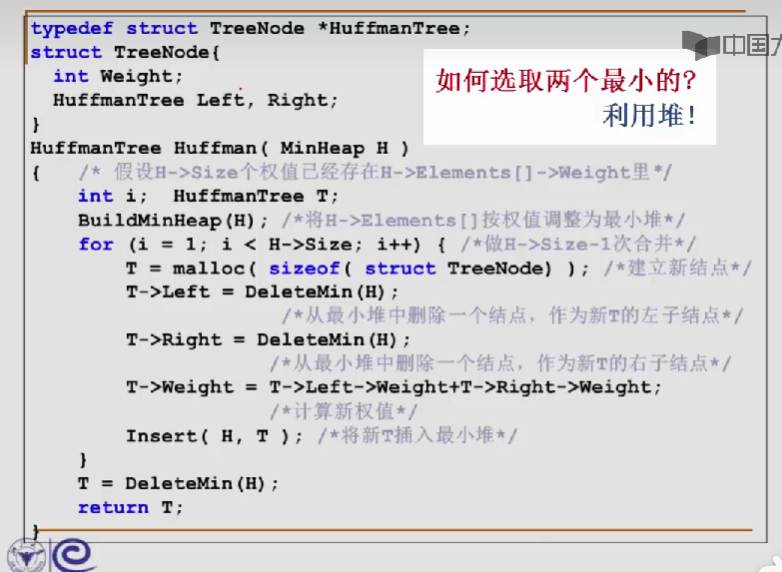 typedef struct TreeNode *HuffmanTree;
struct TreeNode{
int Weight;
HuffmanTree Left, Right;
}
中国大
如何选取两个最小的?
利用堆!
HuffmanTree Huffman( MinHeap H )
{ /* 假设H->Size个权值已经存在H->Elements[]->Weight里*/
int i; HuffmanTree T;
BuildMinHeap(H); /*将H->Elements[]按权值调整为最小堆*/
for (i = 1; i < H->Size; i++) { /*做H->Size-1次合并*/
T = malloc( sizeof( struct TreeNode) ); /*建立新结点*/
T->Left = DeleteMin(H);
/*从最小堆中删除一个结点，作为新T的左子结点*/
T->Right = DeleteMin(H);
/*从最小堆中删除一个结点，作为新T的右子结点*/
T->Weight = T->Left->Weight+T->Right->Weight;
/*计算新权值*/
Insert( H, T ); /*将新T插入最小堆*/
}
T = DeleteMin(H);
return T;
}